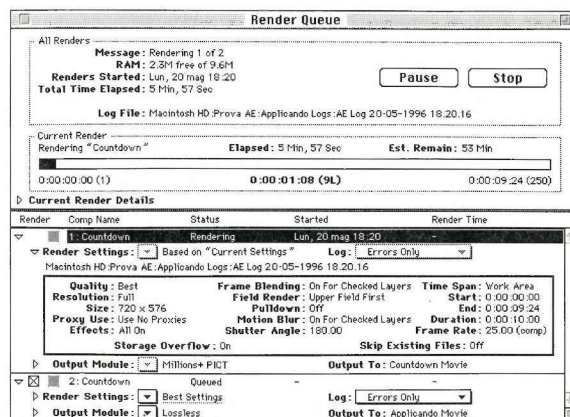 Render Queue
All Renders
Message: Rendering 1 of 2
RAM: 2.3M free of 9.6M
Renders Started: Lun, 20 mag 18:20
Total Time Elapsed: 5 Min, 57 Sec
Pause Stop
Log File: Macintosh HD:Prova AE:Applicando Logs:AE Log 20-05-1996 18.20.16
Current Render
Rendering "Countdown" Elapsed: 5 Min, 57 Sec Est. Remain: 53 Min
0:00:00:00 (1) 0:00:01:08 (9L) 0:00:09:24 (250)
Current Render Details
Render Comp Name Status Started Render Time
1: Countdown Rendering Lun, 20 mag 18:20 -
Render Settings: Based on "Current Settings" Log: Errors Only
Macintosh HD:Prova AE:Applicando Logs:AE Log 20-05-1996 18.20.16
Quality: Best Frame Blending: On For Checked Layers Time Span: Work Area
Resolution: Full Field Render: Upper Field First Start: 0:00:00:00
Size: 720 x 576 Pulldown: Off End: 0:00:09:24
Proxy Use: Use No Proxies Motion Blur: On For Checked Layers Duration: 0:00:10:00
Effects: All On Shutter Angle: 180.00 Frame Rate: 25.00 (comp)
Storage Overflow: On Skip Existing Files: Off
Output Module: Millions+ PICT Output To: Countdown Movie
2: Countdown Queued - -
Render Settings: Best Settings Log: Errors Only
Output Module: Lossless Output To: Applicando Movie